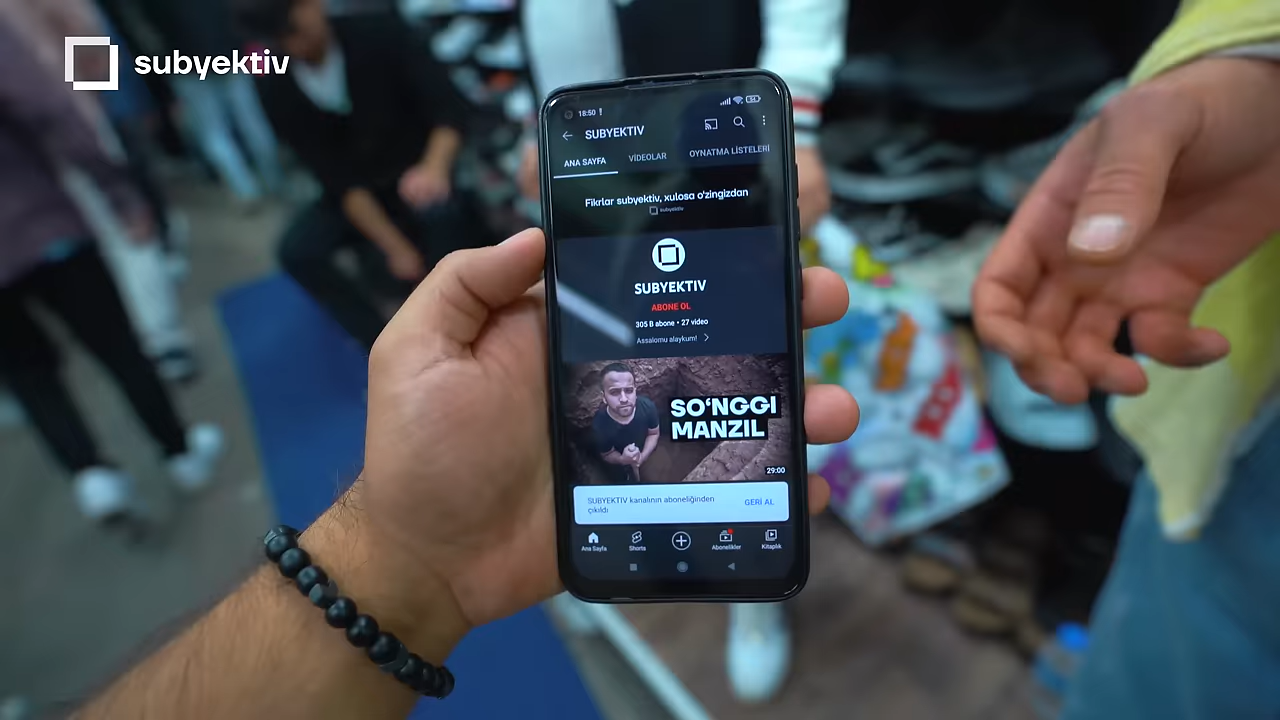 subyektiv
18:50
SUBYEKTIV
ANA SAYFA VİDEOLAR OYNATMA LİSTELERİ
Fikrlar subyektiv, xulosa o'zingizdan
subyektiv
SUBYEKTIV
ABONE OL
305 B abone • 27 video
Assalomu alaykum!
SO‘NGGI
MANZIL
29:00
SUBYEKTIV kanalının aboneliğinden
çıkıldı
GERİ AL
Ana Sayfa Shorts Abonelikler Kitaplık